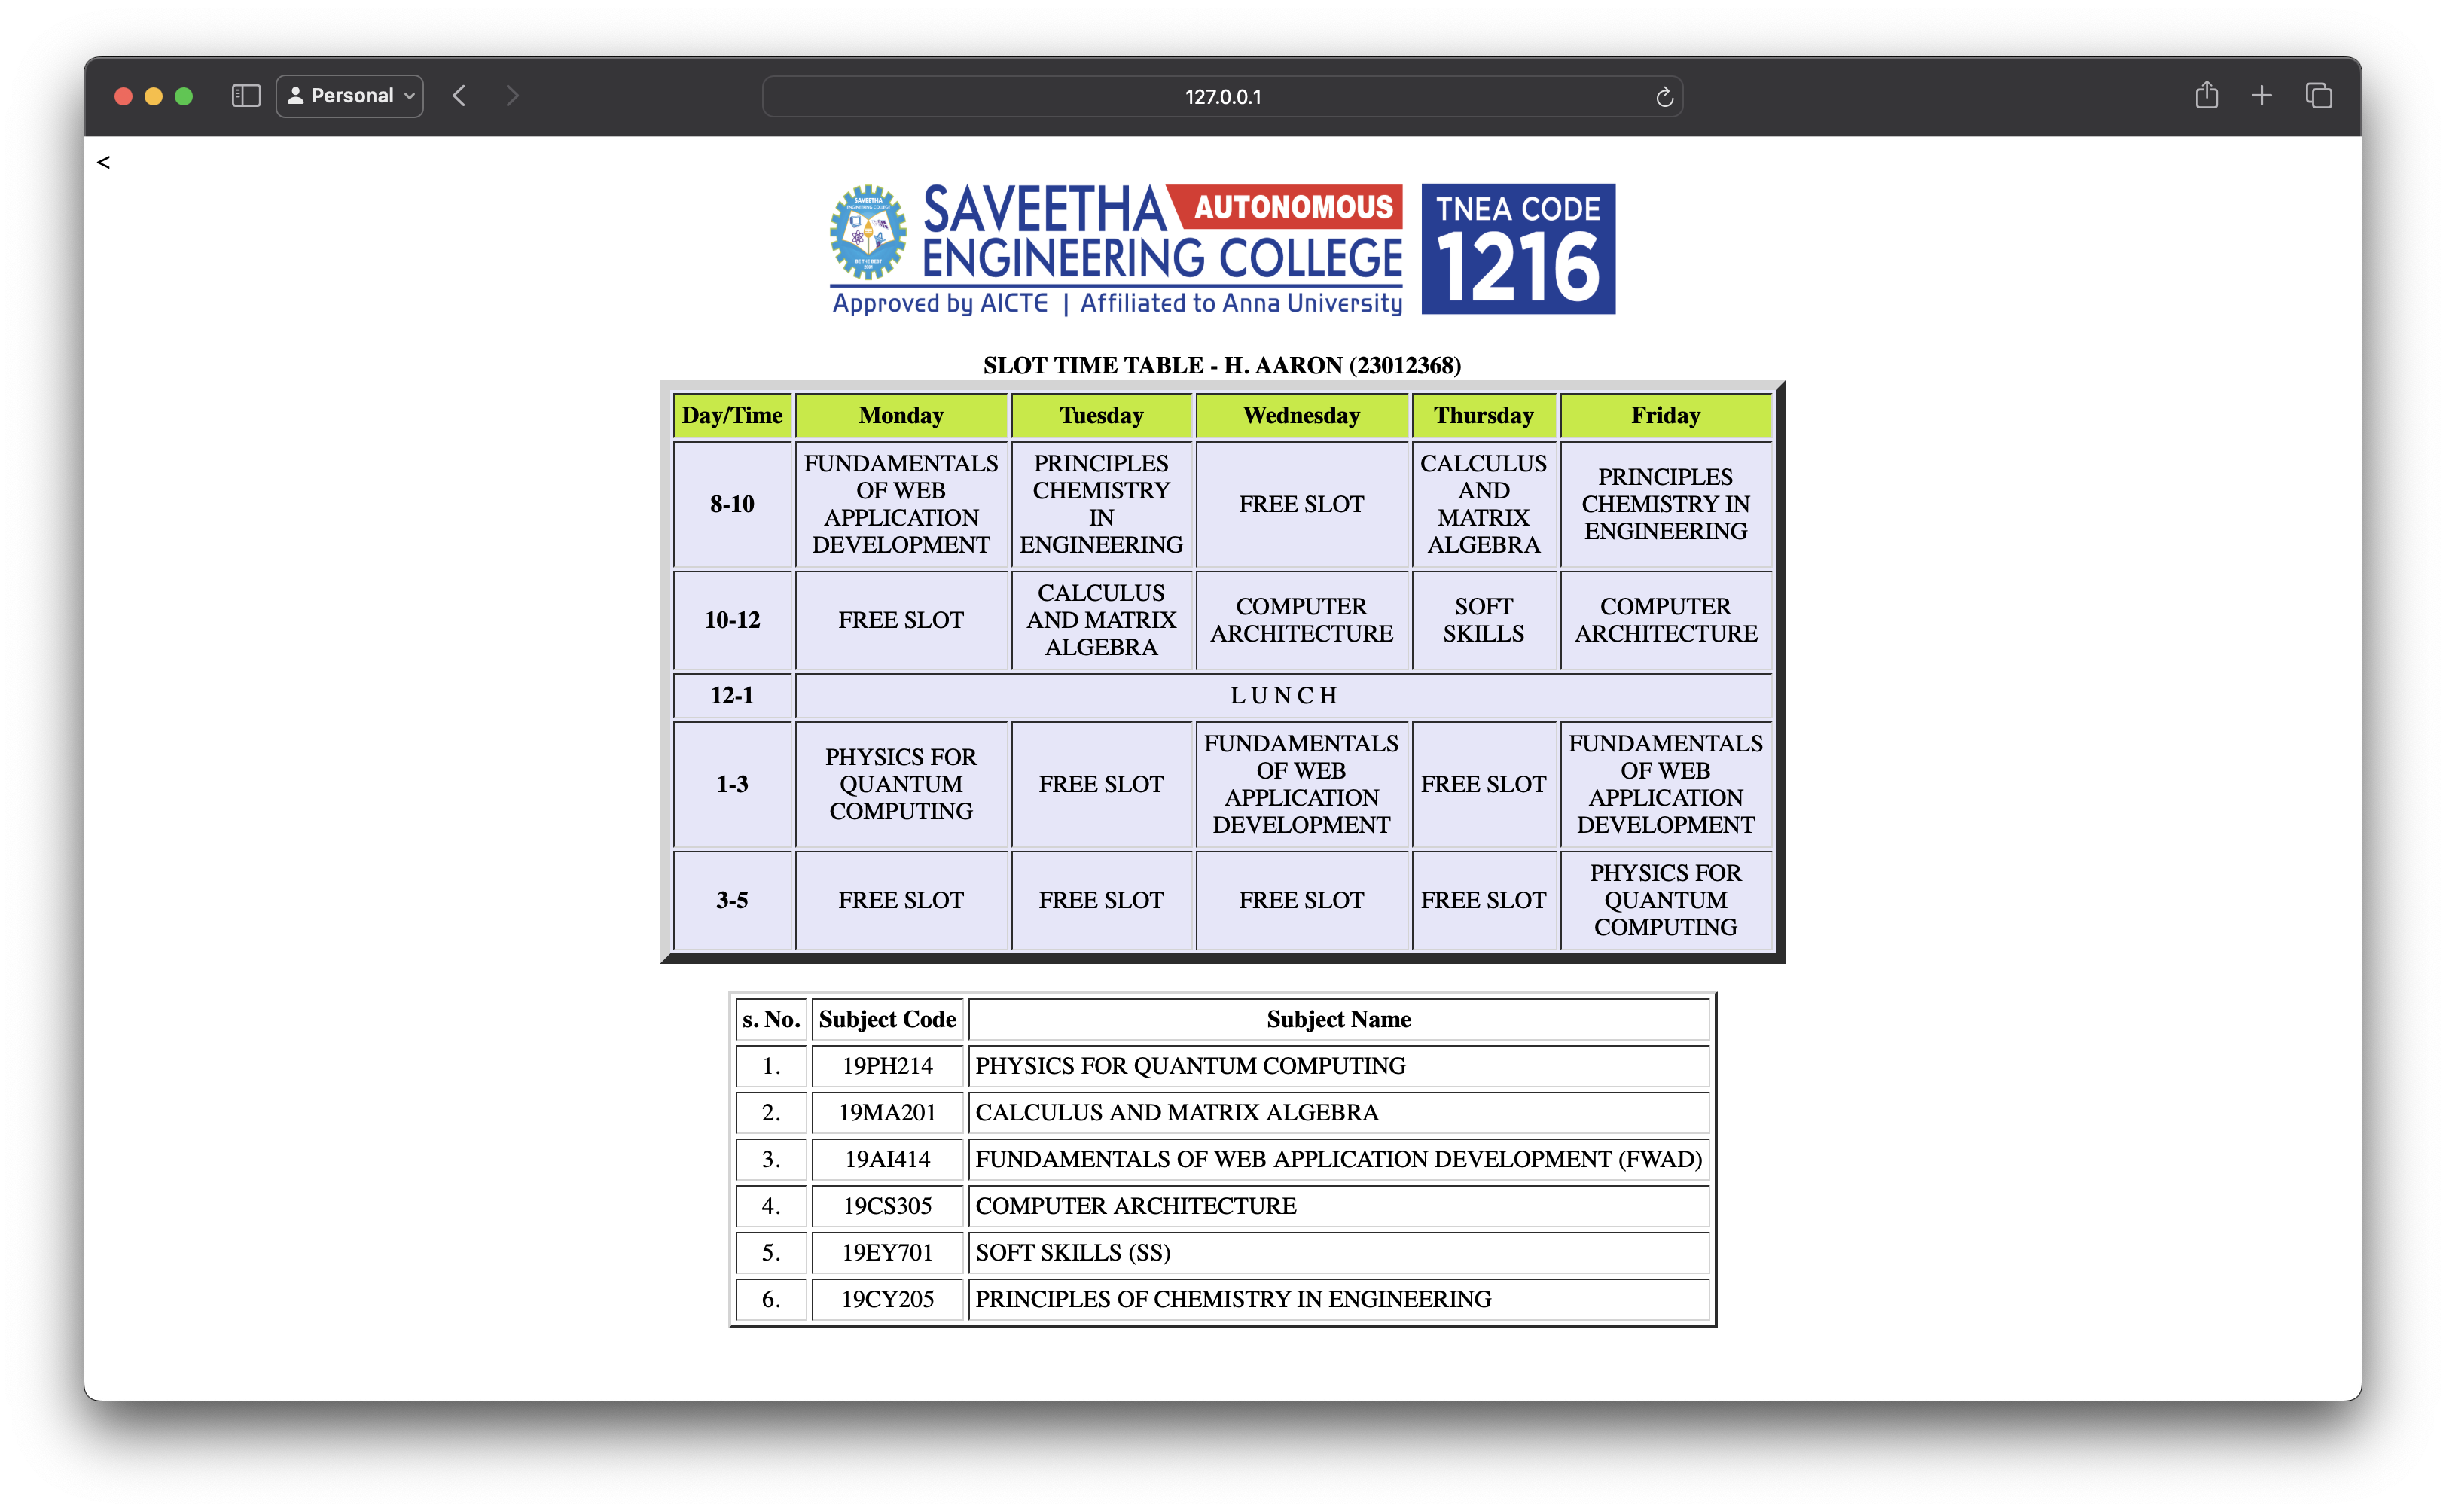 Personal
127.0.0.1
<
SAVEETHA
ENGINEERING COLLEGE
BE THE BEST
2001
SAVEETHA AUTONOMOUS
ENGINEERING COLLEGE
Approved by AICTE | Affiliated to Anna University
TNEA CODE
1216
SLOT TIME TABLE - H. AARON (23012368)
Day/Time Monday Tuesday Wednesday Thursday Friday
8-10 FUNDAMENTALS OF WEB APPLICATION DEVELOPMENT PRINCIPLES CHEMISTRY IN ENGINEERING FREE SLOT CALCULUS AND MATRIX ALGEBRA PRINCIPLES CHEMISTRY IN ENGINEERING
10-12 FREE SLOT CALCULUS AND MATRIX ALGEBRA COMPUTER ARCHITECTURE SOFT SKILLS COMPUTER ARCHITECTURE
12-1 L U N C H
1-3 PHYSICS FOR QUANTUM COMPUTING FREE SLOT FUNDAMENTALS OF WEB APPLICATION DEVELOPMENT FREE SLOT FUNDAMENTALS OF WEB APPLICATION DEVELOPMENT
3-5 FREE SLOT FREE SLOT FREE SLOT FREE SLOT PHYSICS FOR QUANTUM COMPUTING
s. No. Subject Code Subject Name
1. 19PH214 PHYSICS FOR QUANTUM COMPUTING
2. 19MA201 CALCULUS AND MATRIX ALGEBRA
3. 19AI414 FUNDAMENTALS OF WEB APPLICATION DEVELOPMENT (FWAD)
4. 19CS305 COMPUTER ARCHITECTURE
5. 19EY701 SOFT SKILLS (SS)
6. 19CY205 PRINCIPLES OF CHEMISTRY IN ENGINEERING